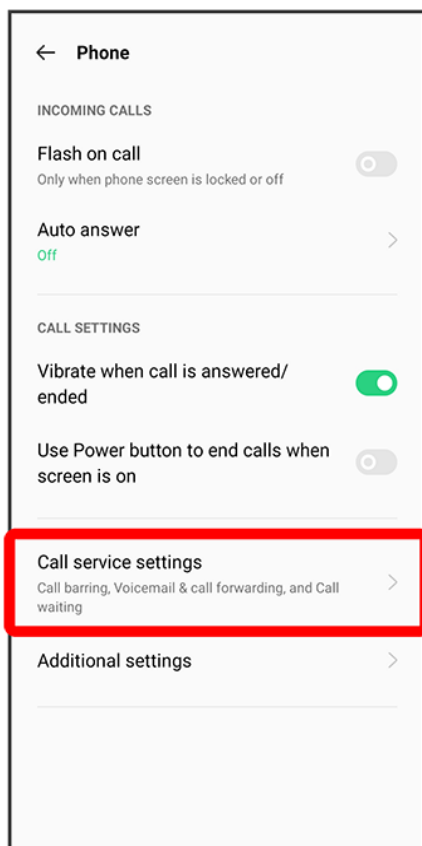 Phone
INCOMING CALLS
Flash on call
Only when phone screen is locked or off
Auto answer
Off
CALL SETTINGS
Vibrate when call is answered/
ended
Use Power button to end calls when
screen is on
Call service settings
Call barring, Voicemail & call forwarding, and Call
waiting
Additional settings